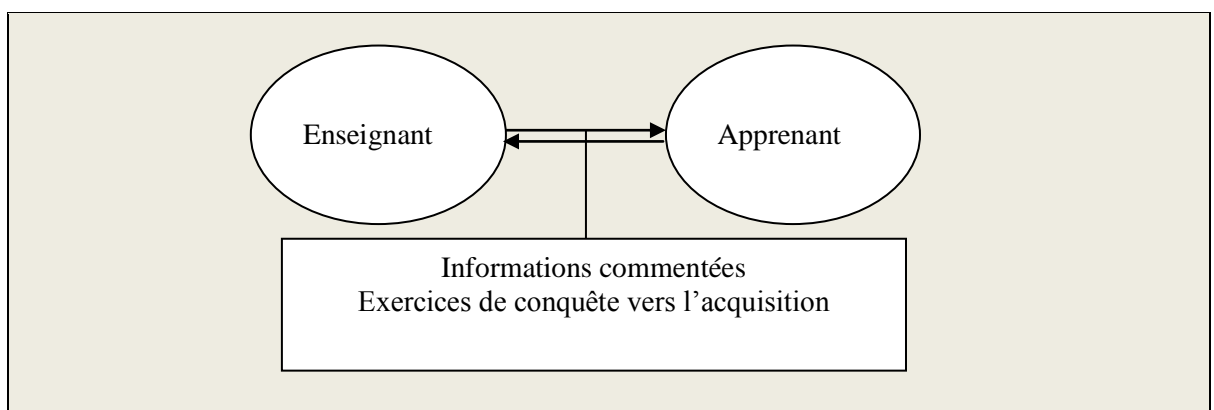 Enseignant
Apprenant
Informations commentées
Exercices de conquête vers l’acquisition